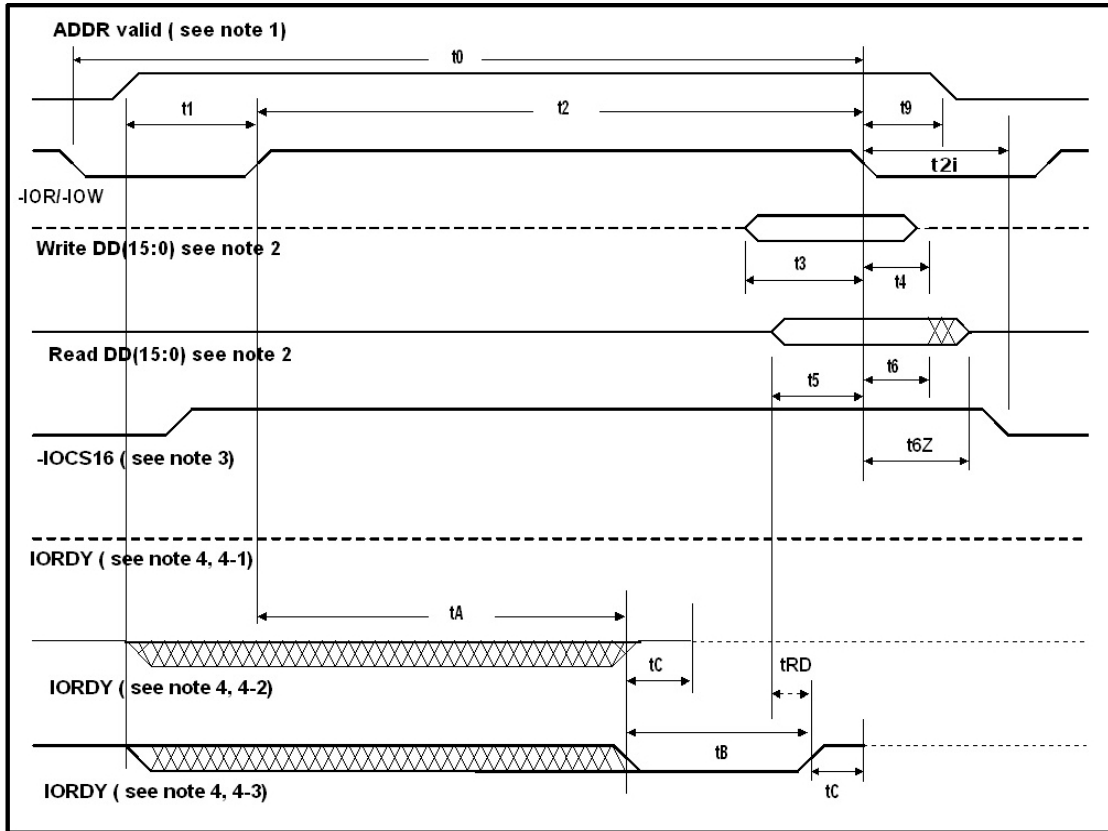 ADDR valid ( see note 1)
t0
t1
t2
t9
t2i
-IOR/-IOW
Write DD(15:0) see note 2
t3
t4
Read DD(15:0) see note 2
t5
t6
-IOCS16 ( see note 3)
t6Z
IORDY ( see note 4, 4-1)
tA
IORDY ( see note 4, 4-2)
tC
tRD
tB
IORDY ( see note 4, 4-3)
tC